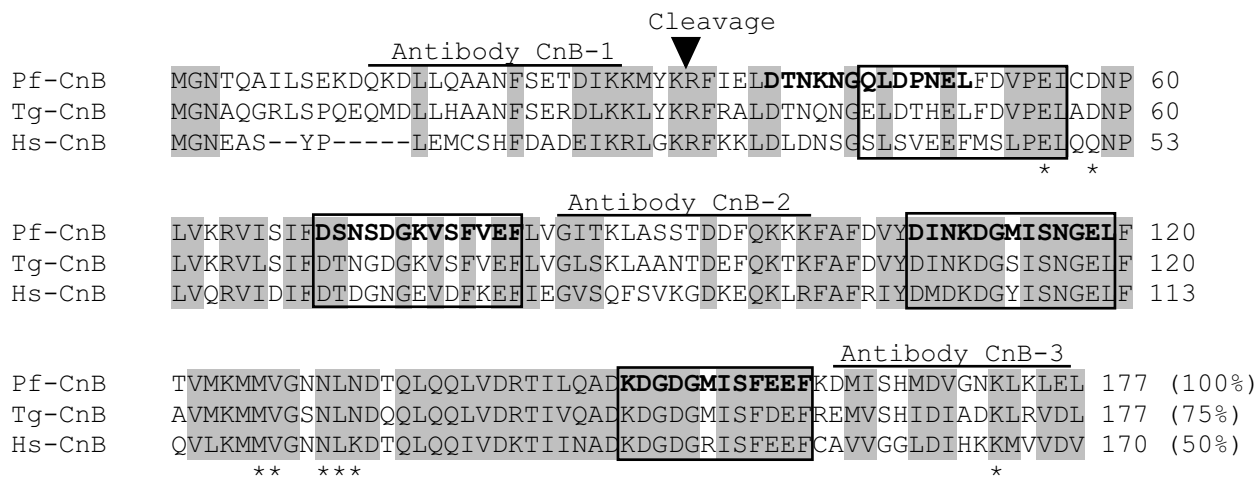 Cleavage
Antibody CnB-1
Pf-CnB MGNTQAILSEKDQKDLLQAANFSETDIKKMYKRFIELDTNKNGQLDPNELFDVPELCDNP 60
Tg-CnB MGNAQGRLSPQEQMDLLHAANFSERDLKKLYKRFRALDTNQNGELDTHELFDVPELADNP 60
Hs-CnB MGNEAS--YP-----LEMCSHFDADEIKRLGKRFKKLDLDNSGSLSVEEFMSLPELQQNP 53
* *
Antibody CnB-2
Pf-CnB LVKRVISIFDSNSDGKVSFVEFLVGITKLASSTDDFQKKKFAFDVYDINKDGMISNGELF 120
Tg-CnB LVKRVLSIFDTNGDGKVSFVEFLVGLSKLAANTDEFQKTKFAFDVYDINKDGSISNGELF 120
Hs-CnB LVQRVIDIFDTDGNGEVDFKEFIEGVSQFSVKGDKEQKLRFAFRIYDMDKDGYISNGELF 113
Antibody CnB-3
Pf-CnB TVMKMMVGNNLNDTQLQQLVDRTILQADKDGDGMISFEEFKDMISHMDVGNKLKLEL 177 (100%)
Tg-CnB AVMKMMVGSNLNDQQLQQLVDRTIVQADKDGDGMISFDEFREMVSHIDIADKLRVDL 177 (75%)
Hs-CnB QVLKMMVGNNLKDTQLQQIVDKTIINADKDGDGRISFEEFCAVVGGLDIHKKMVVDV 170 (50%)
** *** *